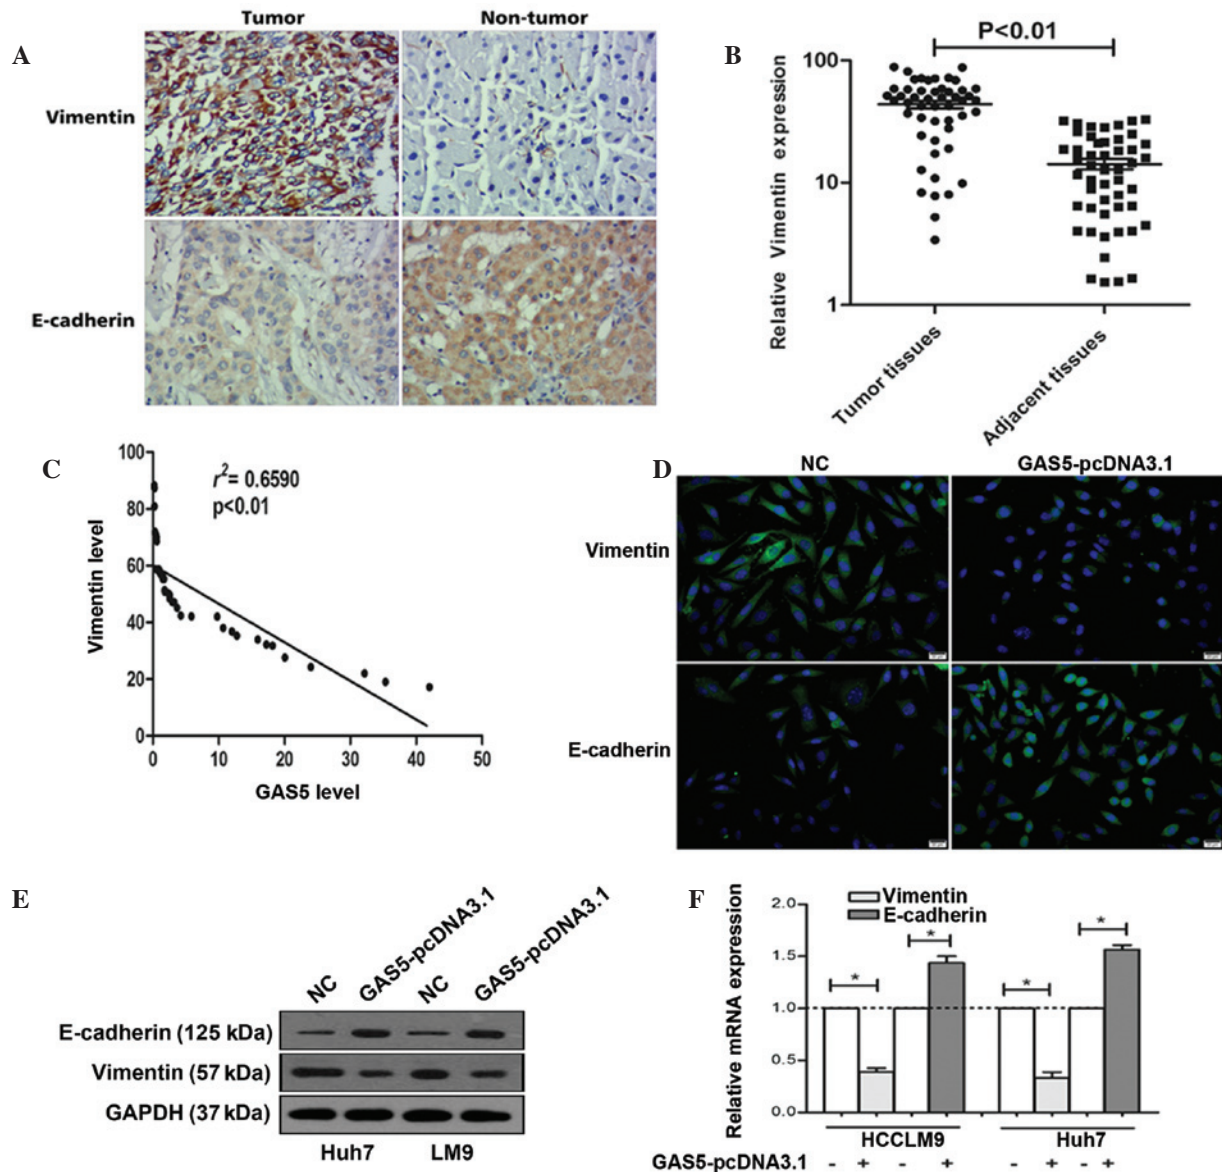 A
Tumor
Non-tumor
Vimentin
E-cadherin
B
P<0.01
Relative Vimentin expression
100
10
1
Tumor tissues
Adjacent tissues
C
r²= 0.6590
p<0.01
Vimentin level
100
80
60
40
20
0
0 10 20 30 40 50
GAS5 level
D
NC
GAS5-pcDNA3.1
Vimentin
E-cadherin
E
NC
GAS5-pcDNA3.1
NC
GAS5-pcDNA3.1
E-cadherin (125 kDa)
Vimentin (57 kDa)
GAPDH (37 kDa)
Huh7
LM9
F
Vimentin
E-cadherin
Relative mRNA expression
2.0
1.5
1.0
0.5
0.0
* * * *
HCCLM9
Huh7
GAS5-pcDNA3.1 - + - + - + - +